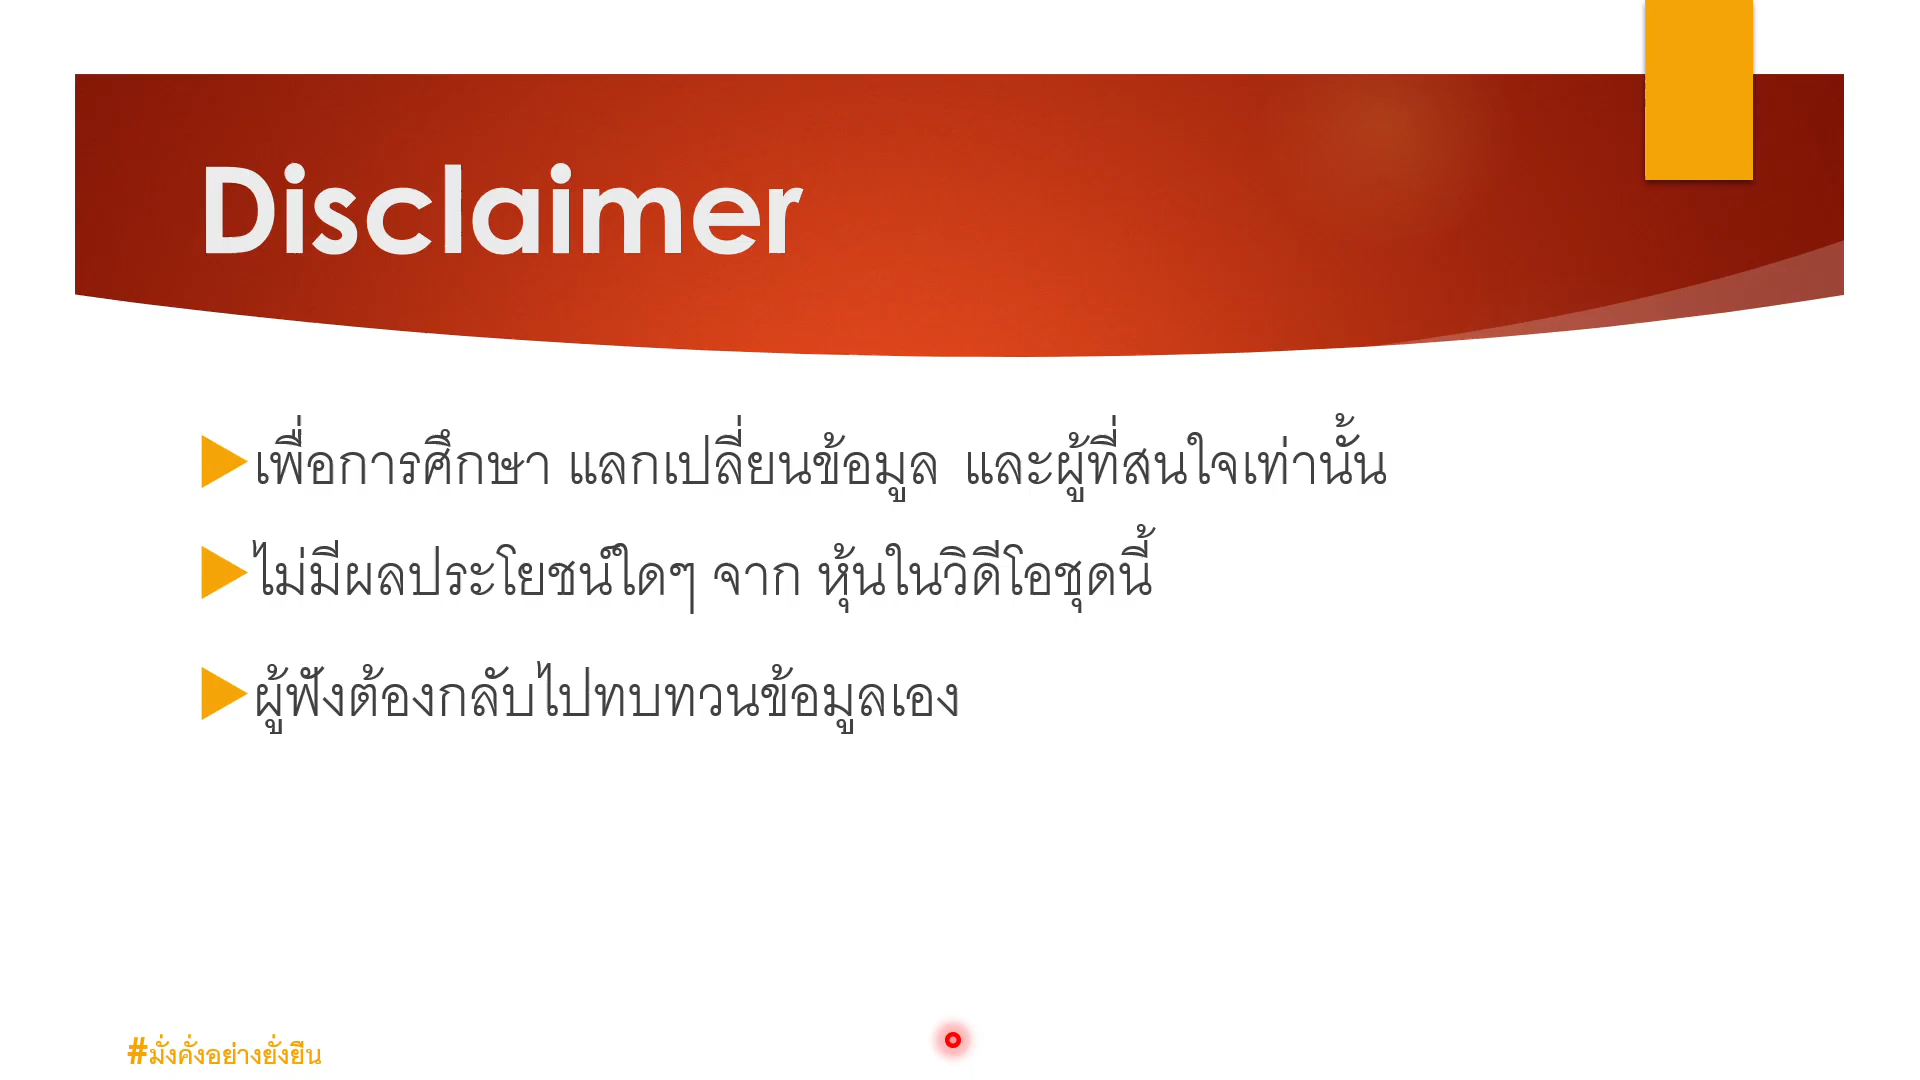 Disclaimer
เพื่อการศึกษา แลกเปลี่ยนข้อมูล และผู้ที่สนใจเท่านั้น
ไม่มีผลประโยชน์ใดๆ จาก หุ้นในวิดีโอชุดนี้
ผู้ฟังต้องกลับไปทบทวนข้อมูลเอง
#มั่งคั่งอย่างยั่งยืน